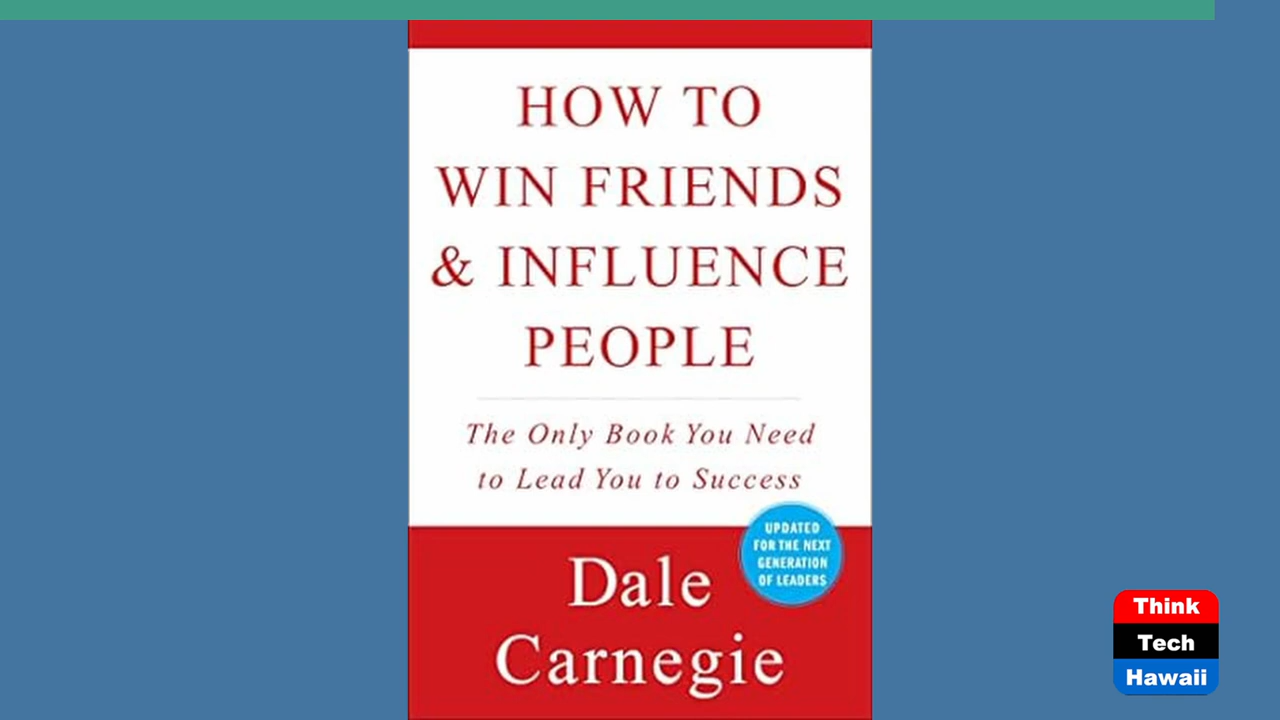 HOW TO
WIN FRIENDS
& INFLUENCE
PEOPLE
The Only Book You Need
to Lead You to Success
UPDATED
FOR THE NEXT
GENERATION
OF LEADERS
Dale
Carnegie
Think
Tech
Hawaii